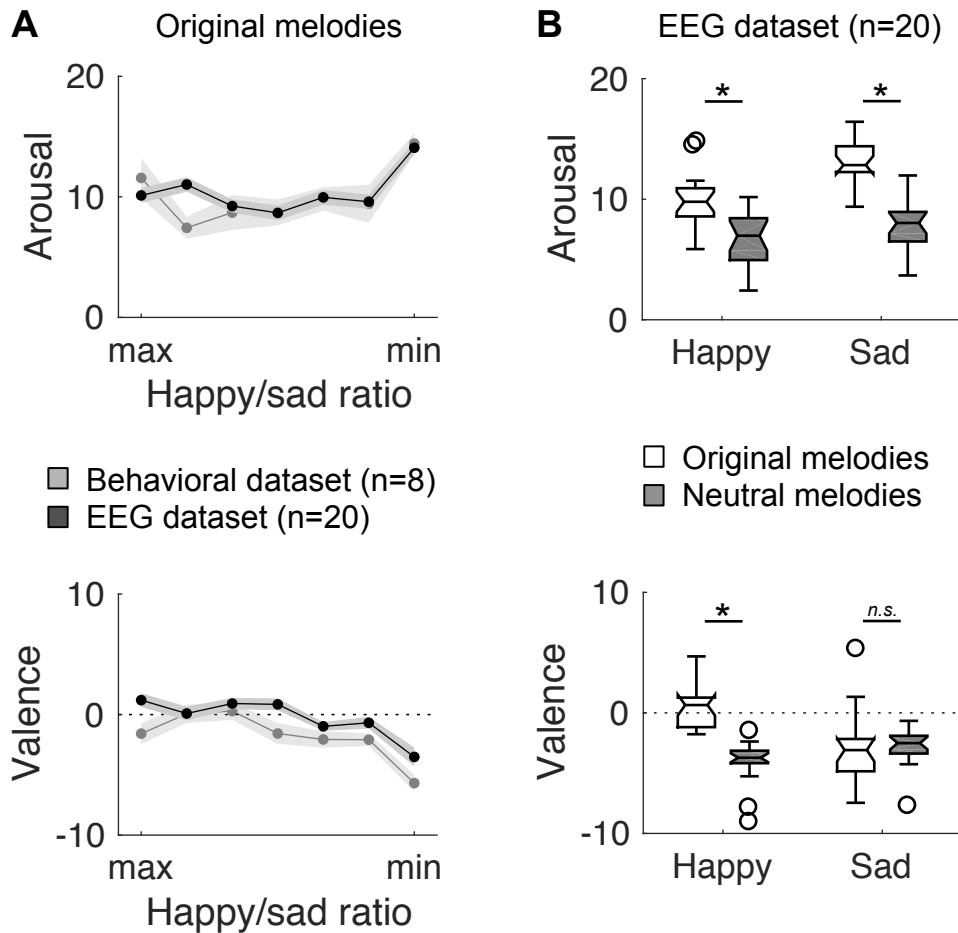 A
Original melodies
20
10
0
Arousal
max
min
Happy/sad ratio
Behavioral dataset (n=8)
EEG dataset (n=20)
10
0
-10
Valence
max
min
Happy/sad ratio
B
EEG dataset (n=20)
20
10
0
Arousal
*
*
Happy
Sad
Original melodies
Neutral melodies
10
0
-10
Valence
*
n.s.
Happy
Sad